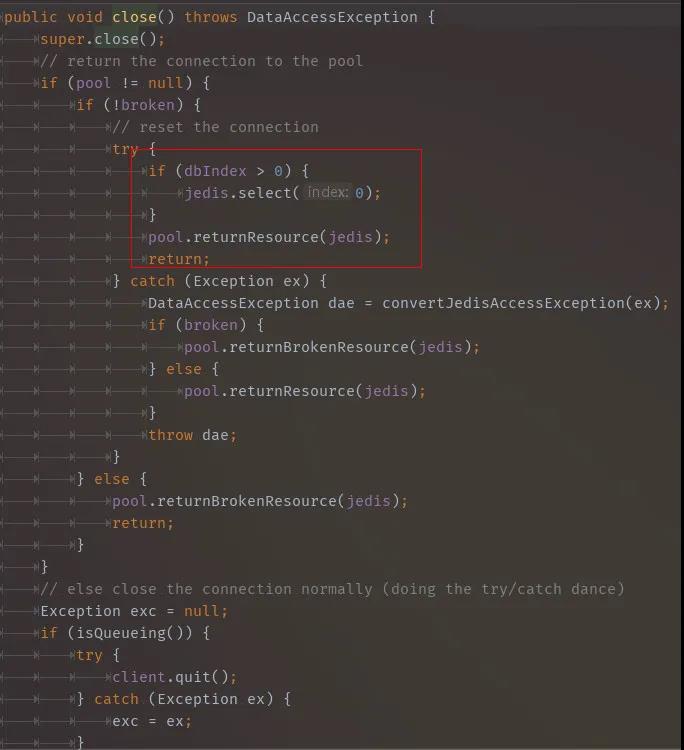 public void close() throws DataAccessException {
super.close();
// return the connection to the pool
if (pool != null) {
if (!broken) {
// reset the connection
try {
if (dbIndex > 0) {
jedis.select( index: 0);
}
pool.returnResource(jedis);
return;
} catch (Exception ex) {
DataAccessException dae = convertJedisAccessException(ex);
if (broken) {
pool.returnBrokenResource(jedis);
} else {
pool.returnResource(jedis);
}
throw dae;
}
} else {
pool.returnBrokenResource(jedis);
return;
}
}
// else close the connection normally (doing the try/catch dance)
Exception exc = null;
if (isQueueing()) {
try {
client.quit();
} catch (Exception ex) {
exc = ex;
}